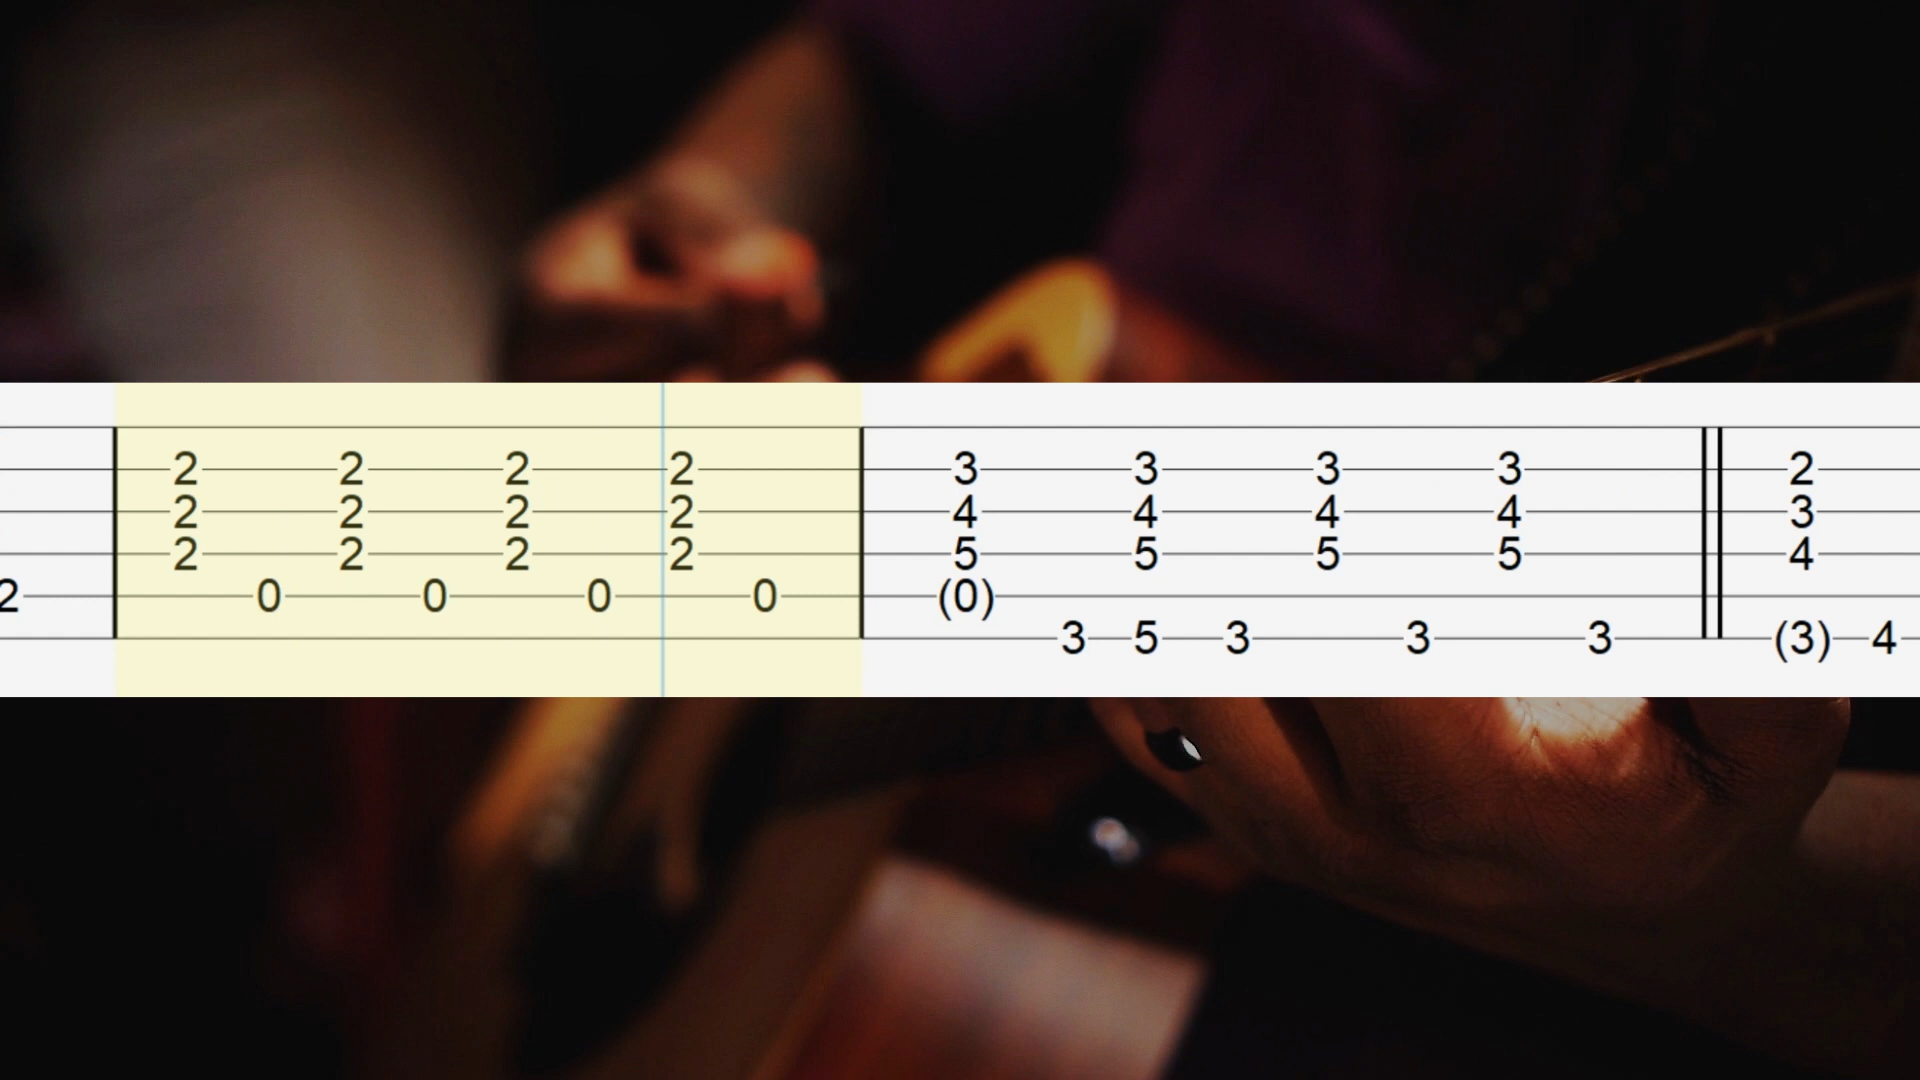 2 2 2 2 3 3 3 3 2
2 2 2 2 4 4 4 4 3
2 2 2 2 5 5 5 5 4
2 0 0 0 0 (0)
3 5 3 3 3 (3) 4